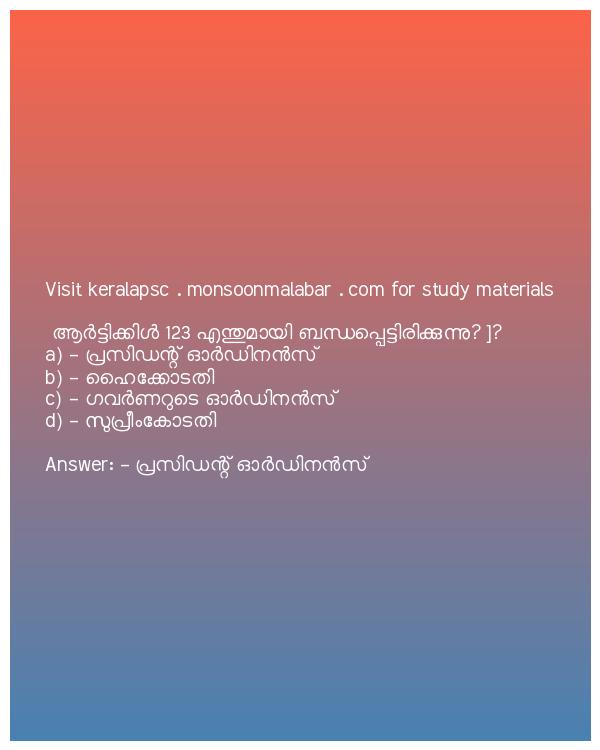 Visit keralapsc . monsoonmalabar . com for study materials
ആർട്ടിക്കിൾ 123 എന്തുമായി ബന്ധപ്പെട്ടിരിക്കുന്നു? ]?
a) – പ്രസിഡന്റ് ഓർഡിനൻസ്
b) – ഹൈക്കോടതി
c) – ഗവർണറുടെ ഓർഡിനൻസ്
d) – സുപ്രീംകോടതി
Answer: – പ്രസിഡന്റ് ഓർഡിനൻസ്